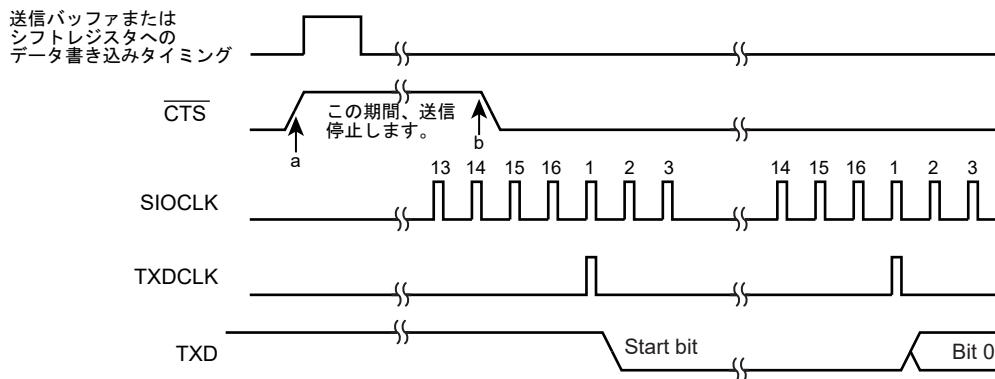 送信バッファまたは
シフトレジスタへの
データ書き込みタイミング
CTS
この期間、送信
停止します。
a
b
SIOCLK
13 14 15 16 1 2 3 14 15 16 1 2 3
TXDCLK
TXD
Start bit
Bit 0